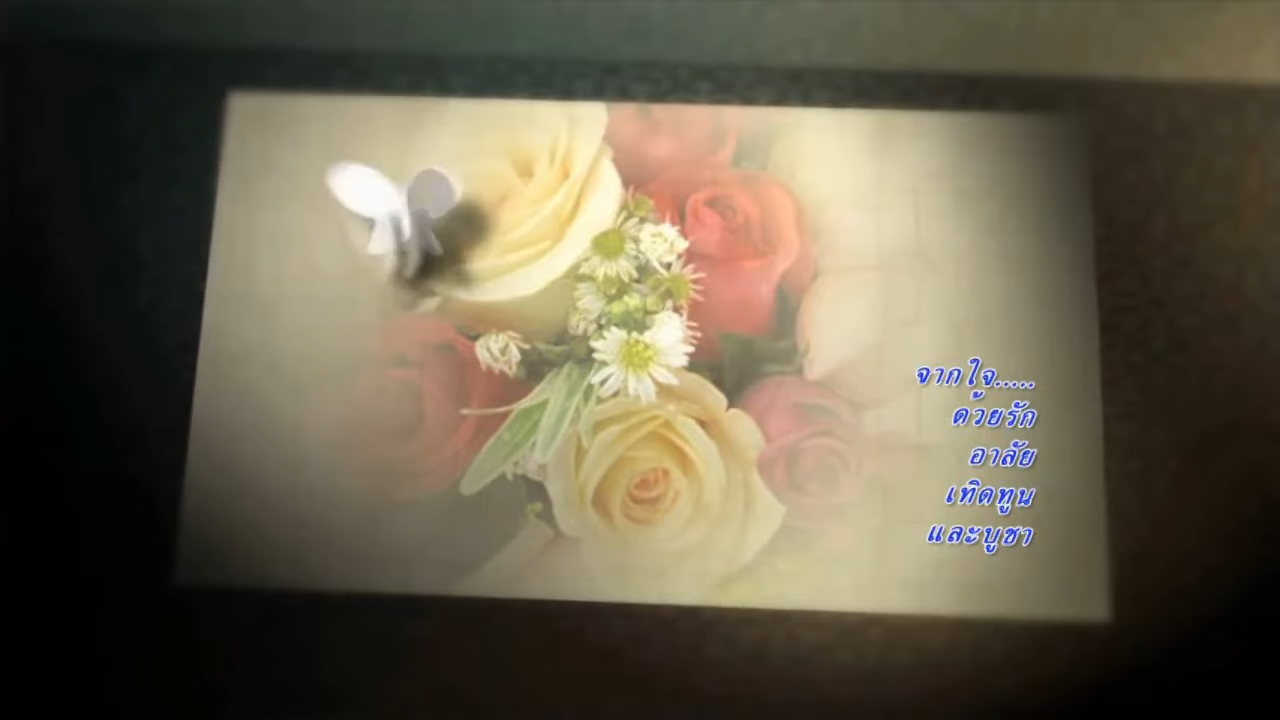 จากใจ.....
ด้วยรัก
อาลัย
เทิดทูน
และบูชา